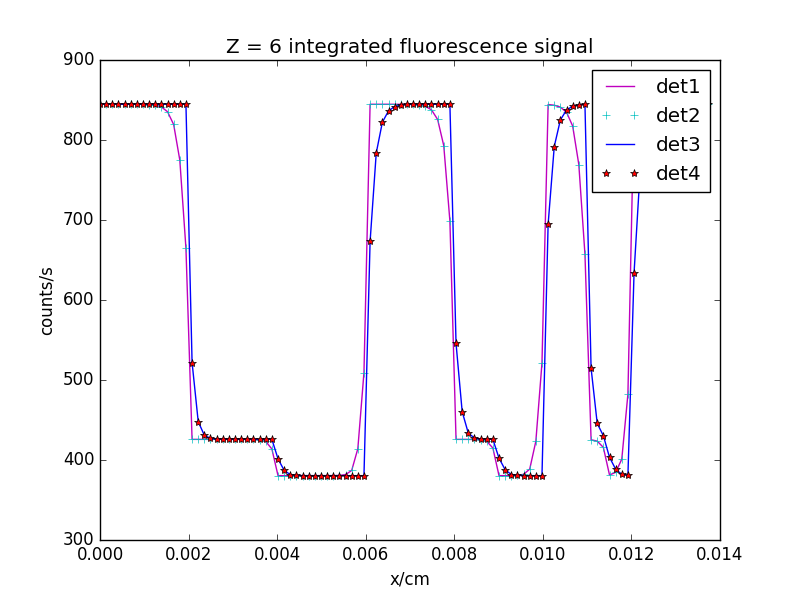 Z = 6 integrated fluorescence signal
900
800
700
600
500
400
300
counts/s
det1
det2
det3
det4
0.000 0.002 0.004 0.006 0.008 0.010 0.012 0.014
x/cm